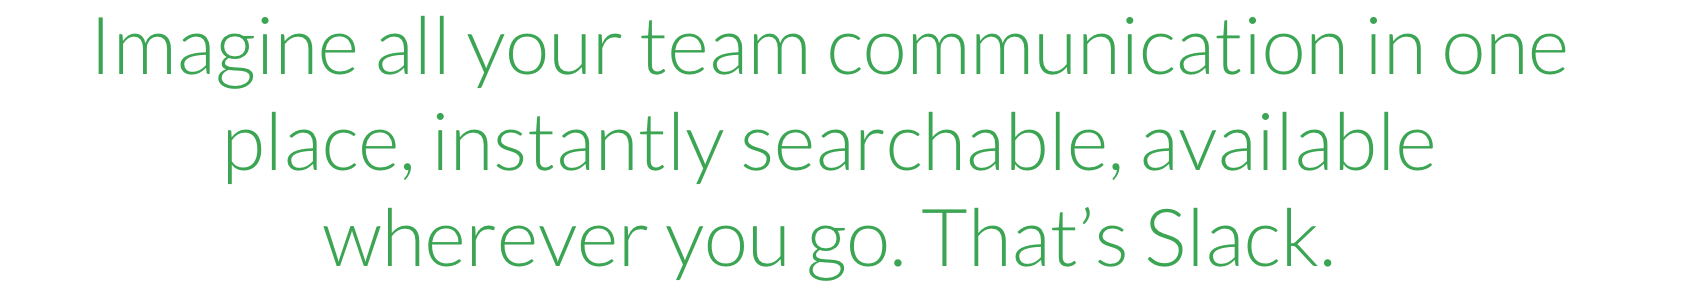 Imagine all your team communication in one
place, instantly searchable, available
wherever you go. That’s Slack.